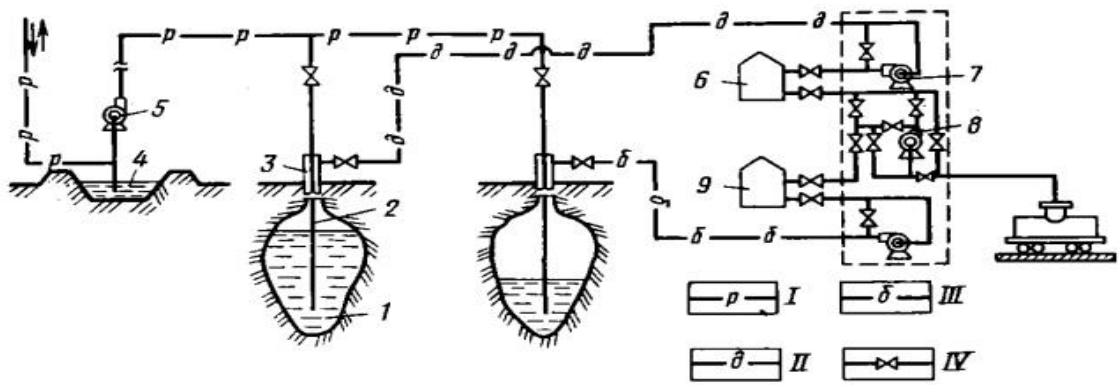 р р р р р д д д д
д д д
р р р
5
4
р
3
2
1
б
б
б б
6
7
8
9
р I
б III
д II
IV